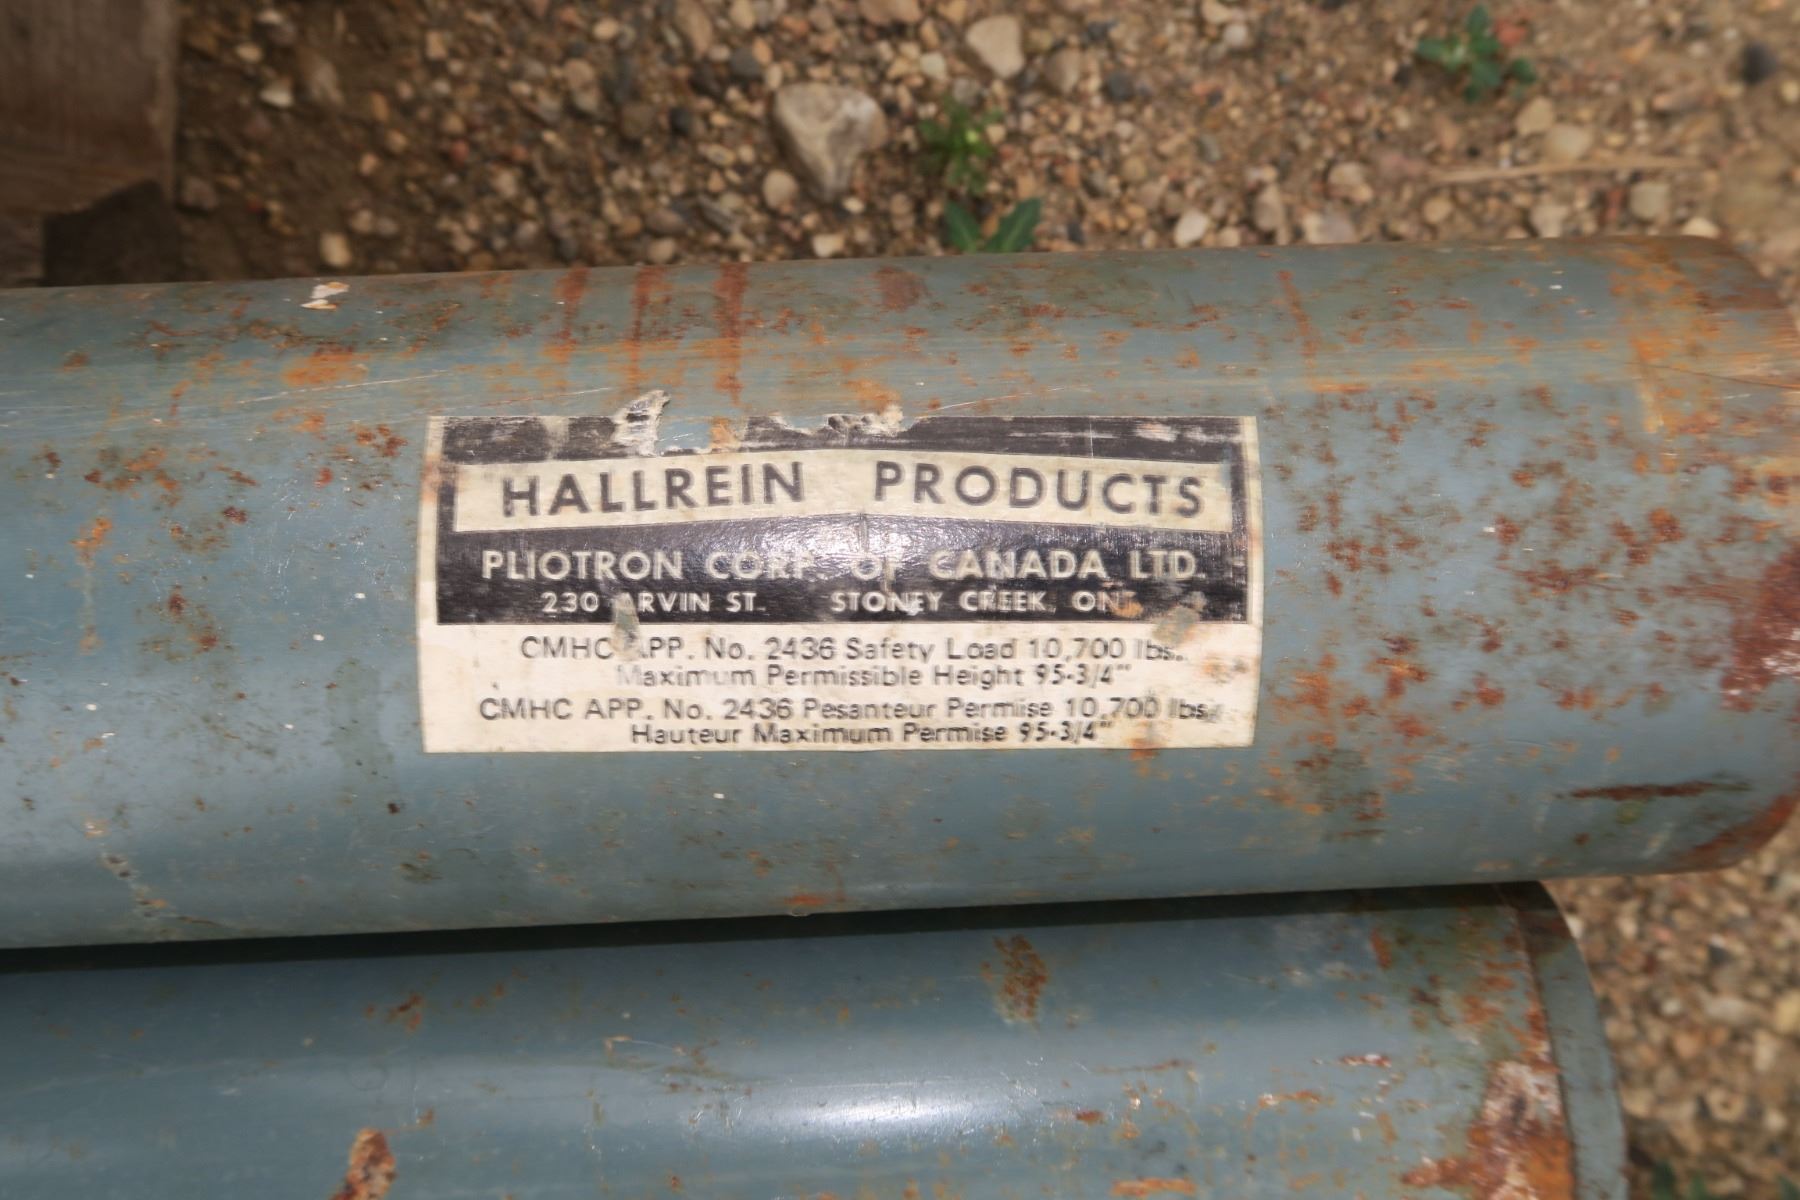 HALLREIN PRODUCTS
PLIOTRON CORP. OF CANADA LTD.
230 ARVIN ST. STONEY CREEK, ONT.
CMHC APP. No. 2436 Safety Load 10,700 lbs.
Maximum Permissible Height 95-3/4"
CMHC APP. No. 2436 Pesanteur Permiise 10,700 lbs.
Hauteur Maximum Permise 95-3/4"